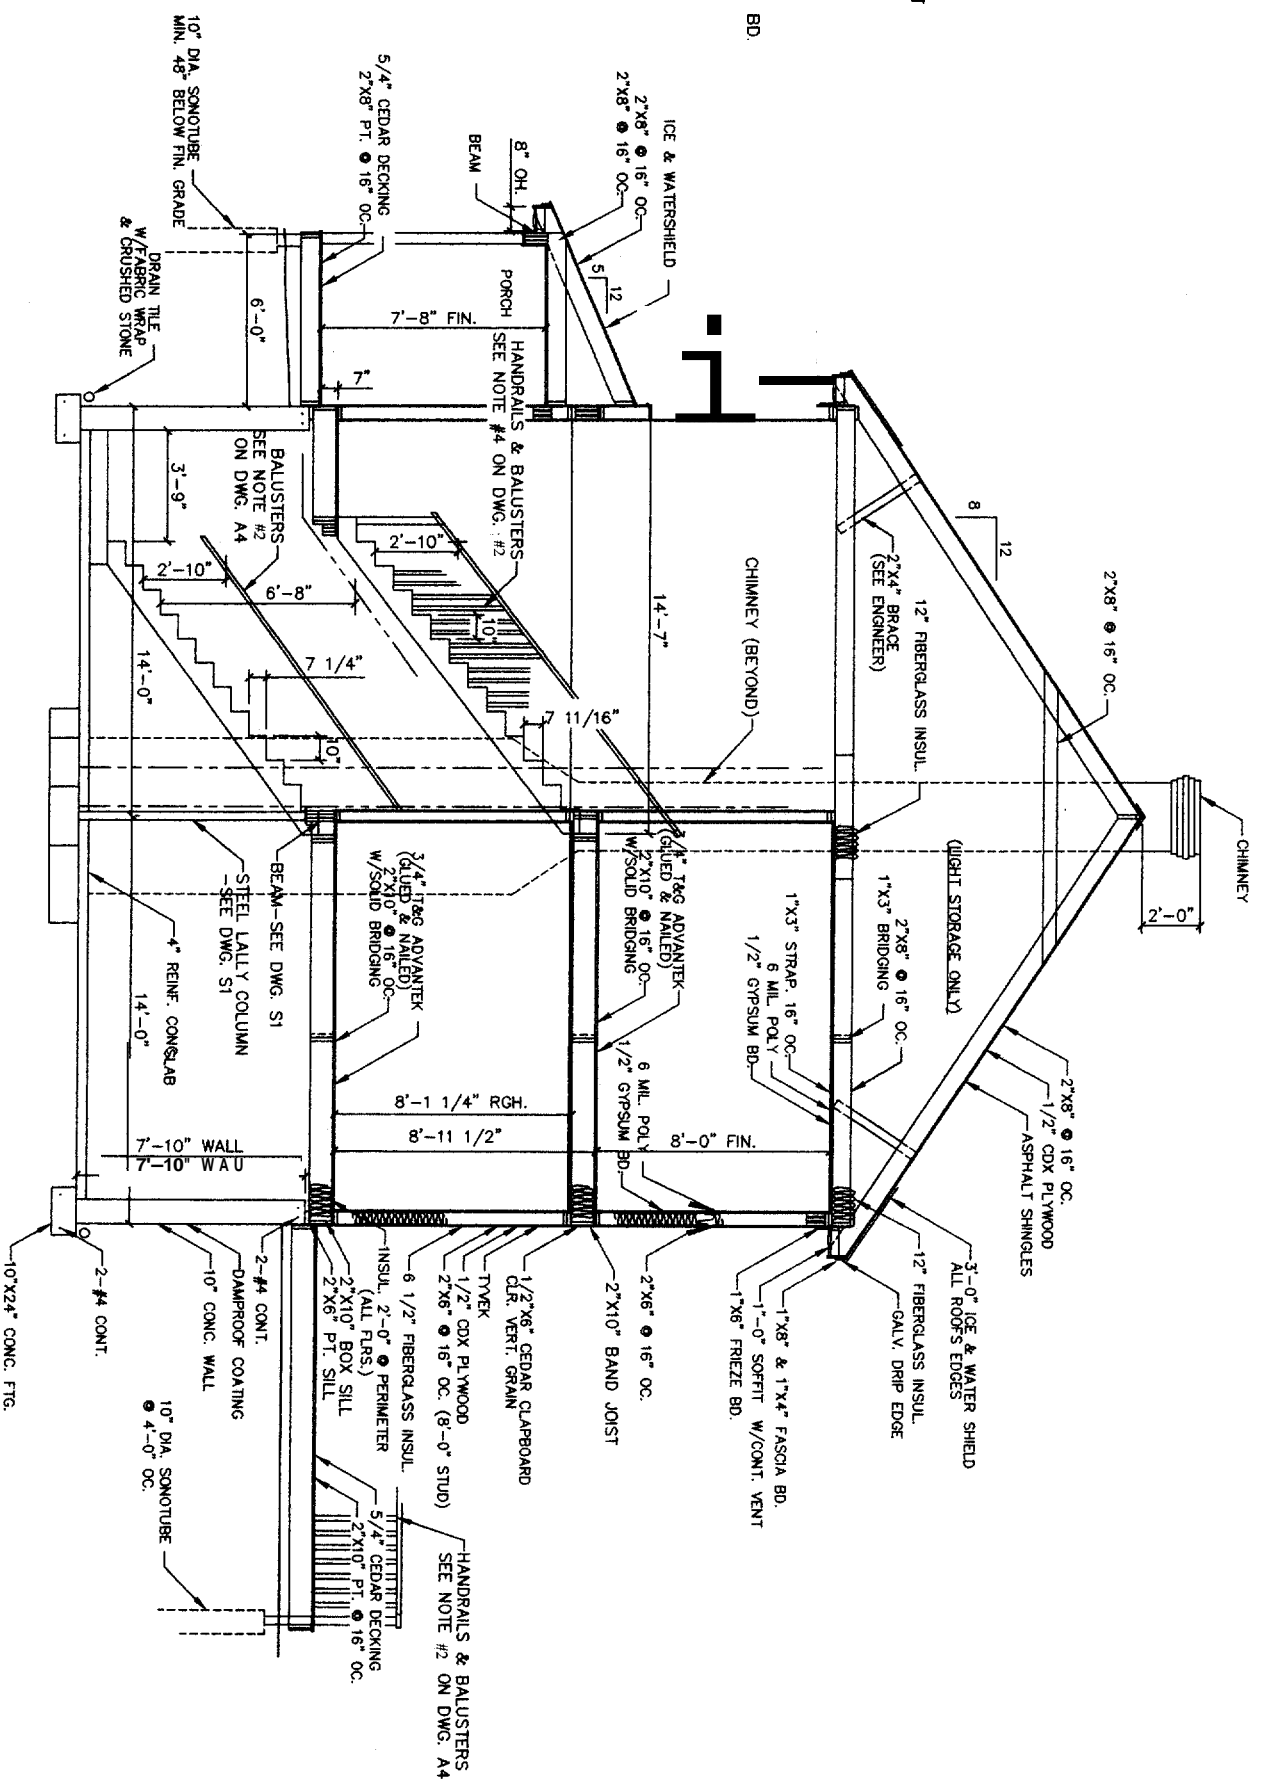 BD.
CHIMNEY
2'-0"
2"X8" @ 16" OC.
12
8
2"X4" BRACE
(SEE ENGINEER)
12" FIBERGLASS INSUL.
CHIMNEY (BEYOND)
(LIGHT STORAGE ONLY)
2"X8" @ 16" OC.
1"X3" BRIDGING
1"X3" STRAP. 16" OC.
6 MIL. POLY
1/2" GYPSUM BD.
2"X8" @ 16" OC.
1/2" CDX PLYWOOD
ASPHALT SHINGLES
3'-0" ICE & WATER SHIELD
ALL ROOFS EDGES
GALV. DRIP EDGE
12" FIBERGLASS INSUL.
1"X8" & 1"X4" FASCIA BD.
1'-0" SOFFIT W/CONT. VENT
1"X6" FRIEZE BD.
ICE & WATERSHIELD
2"X8" @ 16" OC.
2"X8" @ 16" OC.
12
5
8" OH.
BEAM
PORCH
7'-8" FIN.
5/4" CEDAR DECKING
2"X8" PT. @ 16" OC.
10" DIA. SONOTUBE
MIN. 48" BELOW FIN. GRADE
6'-0"
7"
DRAIN TILE
W/FABRIC WRAP
& CRUSHED STONE
HANDRAILS & BALUSTERS
SEE NOTE #4 ON DWG. #2
14'-7"
2'-10"
10"
7 11/16"
BALUSTERS
SEE NOTE #2
ON DWG. A4
3'-9"
2'-10"
6'-8"
7 1/4"
10"
14'-0"
3/4" T&G ADVANTEK
(GLUED & NAILED)
2"X10" @ 16" OC.
W/SOLID BRIDGING
6 MIL. POLY
1/2" GYPSUM BD.
8'-0" FIN.
3/4" T&G ADVANTEK
(GLUED & NAILED)
2"X10" @ 16" OC.
W/SOLID BRIDGING
8'-1 1/4" RGH.
8'-11 1/2"
BEAM-SEE DWG. S1
STEEL LALLY COLUMN
-SEE DWG. S1
4" REINF. CONGLAB
14'-0"
7'-10" WALL
7'-10" WAU
2"X6" @ 16" OC.
2"X10" BAND JOIST
1/2"X6" CEDAR CLAPBOARD
CLR. VERT. GRAIN
TYVEK
1/2" CDX PLYWOOD
2"X6" @ 16" OC. (8'-0" STUD)
6 1/2" FIBERGLASS INSUL.
INSUL. 2'-0" @ PERIMETER
(ALL FLRS.)
2"X10" BOX SILL
2"X6" PT. SILL
2-#4 CONT.
DAMPROOF COATING
10" CONC. WALL
2-#4 CONT.
10"X24" CONC. FTG.
HANDRAILS & BALUSTERS
SEE NOTE #2 ON DWG. A4
5/4" CEDAR DECKING
2"X10" PT. @ 16" OC.
10" DIA. SONOTUBE
@ 4'-0" OC.